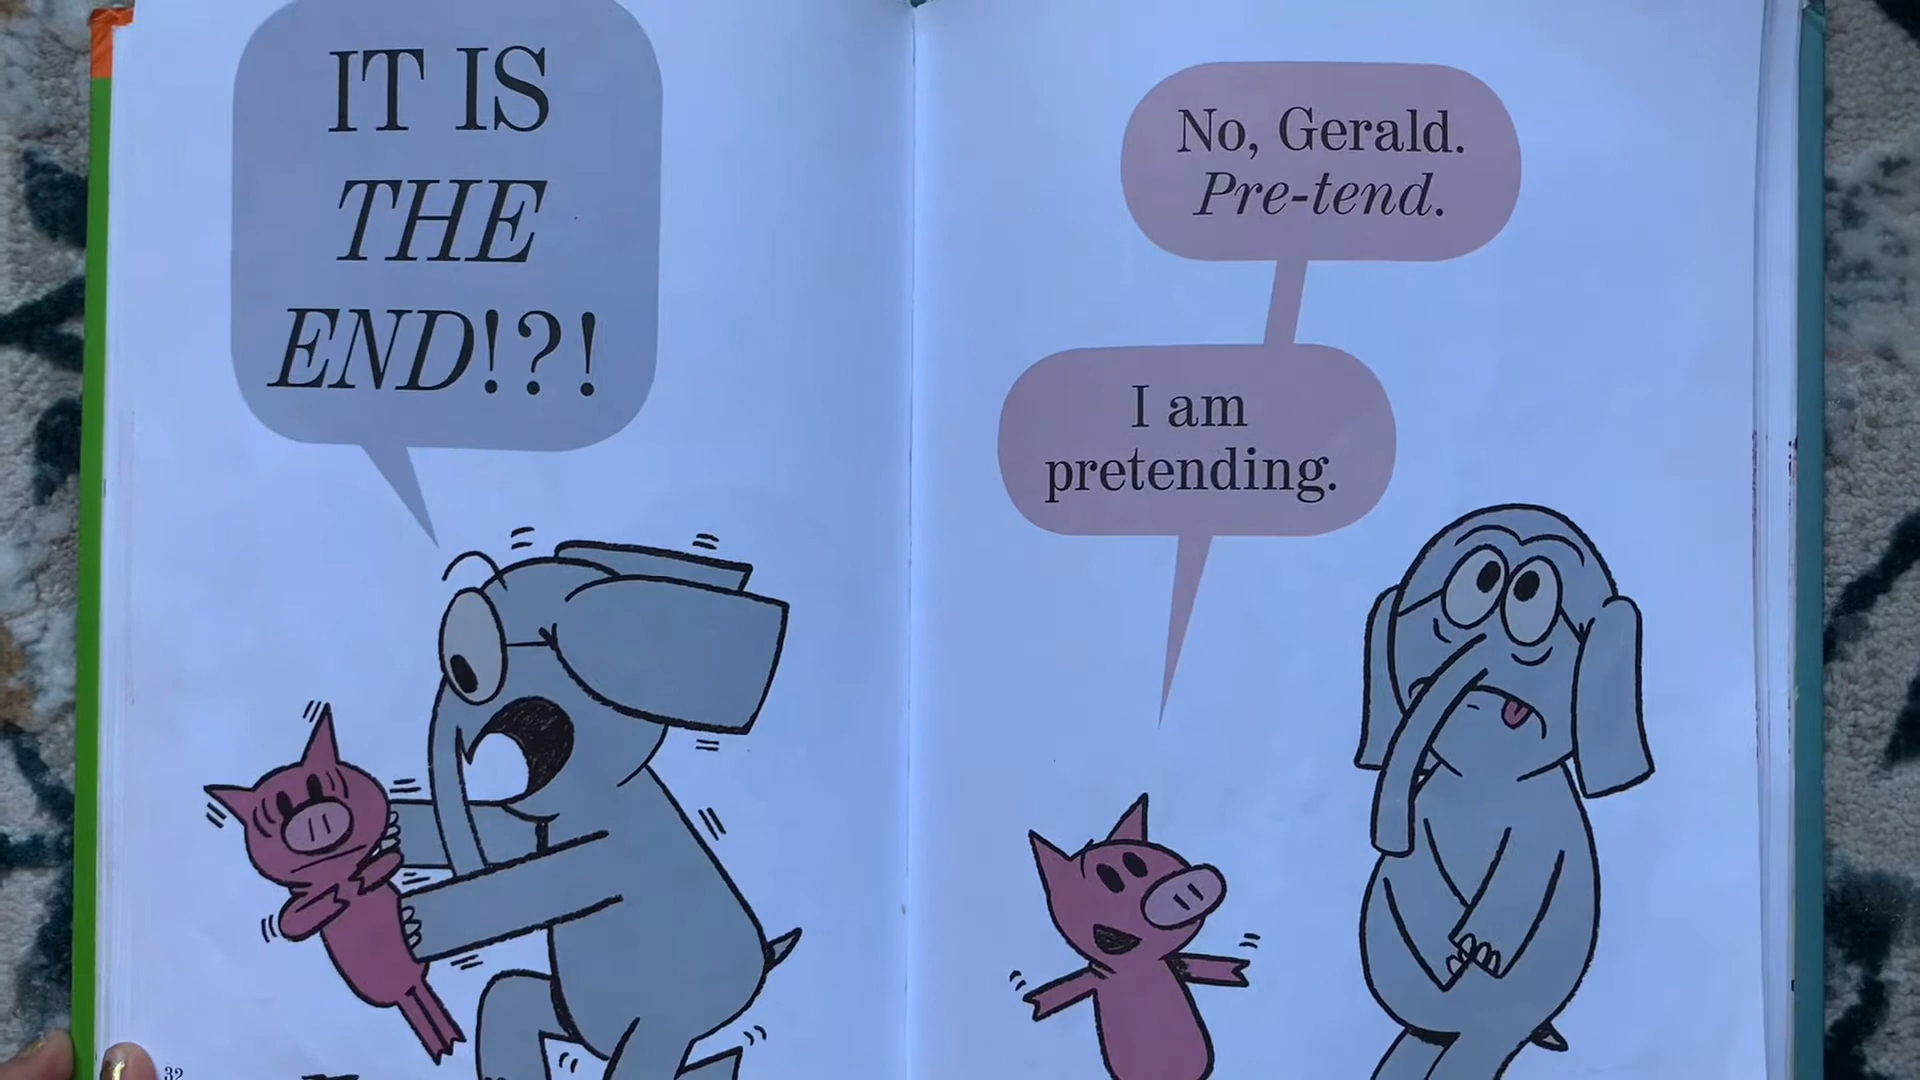 IT IS
THE
END!?!
No, Gerald.
Pre-tend.
I am
pretending.
32